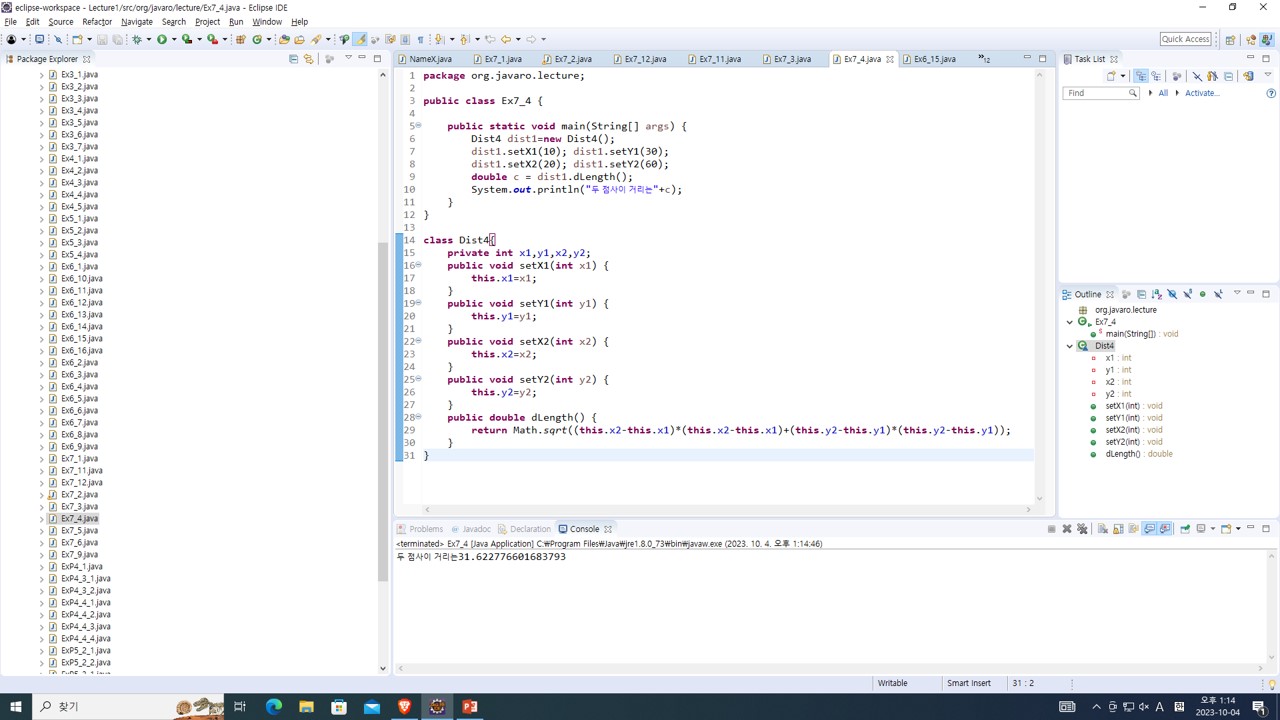 eclipse-workspace - Lecture1/src/org/javaro/lecture/Ex7_4.java - Eclipse IDE
File Edit Source Refactor Navigate Search Project Run Window Help
Quick Access
Package Explorer
Ex3_1.java
Ex3_2.java
Ex3_3.java
Ex3_4.java
Ex3_5.java
Ex3_6.java
Ex3_7.java
Ex4_1.java
Ex4_2.java
Ex4_3.java
Ex4_4.java
Ex4_5.java
Ex5_1.java
Ex5_2.java
Ex5_3.java
Ex5_4.java
Ex6_1.java
Ex6_10.java
Ex6_11.java
Ex6_12.java
Ex6_13.java
Ex6_14.java
Ex6_15.java
Ex6_16.java
Ex6_2.java
Ex6_3.java
Ex6_4.java
Ex6_5.java
Ex6_6.java
Ex6_7.java
Ex6_8.java
Ex6_9.java
Ex7_1.java
Ex7_11.java
Ex7_12.java
Ex7_2.java
Ex7_3.java
Ex7_4.java
Ex7_5.java
Ex7_6.java
Ex7_9.java
ExP4_1.java
ExP4_3_1.java
ExP4_3_2.java
ExP4_4_1.java
ExP4_4_2.java
ExP4_4_3.java
ExP4_4_4.java
ExP5_2_1.java
ExP5_2_2.java
NameX.java Ex7_1.java Ex7_2.java Ex7_12.java Ex7_11.java Ex7_3.java Ex7_4.java Ex6_15.java »12
1 package org.javaro.lecture;
2
3 public class Ex7_4 {
4
5 public static void main(String[] args) {
6 Dist4 dist1=new Dist4();
7 dist1.setX1(10); dist1.setY1(30);
8 dist1.setX2(20); dist1.setY2(60);
9 double c = dist1.dLength();
10 System.out.println("두 점사이 거리는"+c);
11 }
12 }
13
14 class Dist4{
15 private int x1,y1,x2,y2;
16 public void setX1(int x1) {
17 this.x1=x1;
18 }
19 public void setY1(int y1) {
20 this.y1=y1;
21 }
22 public void setX2(int x2) {
23 this.x2=x2;
24 }
25 public void setY2(int y2) {
26 this.y2=y2;
27 }
28 public double dLength() {
29 return Math.sqrt((this.x2-this.x1)*(this.x2-this.x1)+(this.y2-this.y1)*(this.y2-this.y1));
30 }
31 }
Task List
Find All Activate...
Outline
org.javaro.lecture
Ex7_4
main(String[]) : void
Dist4
x1 : int
y1 : int
x2 : int
y2 : int
setX1(int) : void
setY1(int) : void
setX2(int) : void
setY2(int) : void
dLength() : double
Problems Javadoc Declaration Console
<terminated> Ex7_4 [Java Application] C:₩Program Files₩Java₩jre1.8.0_73₩bin₩javaw.exe (2023. 10. 4. 오후 1:14:46)
두 점사이 거리는31.622776601683793
Writable Smart Insert 31 : 2
찾기
A 漢 오후 1:14
2023-10-04
1